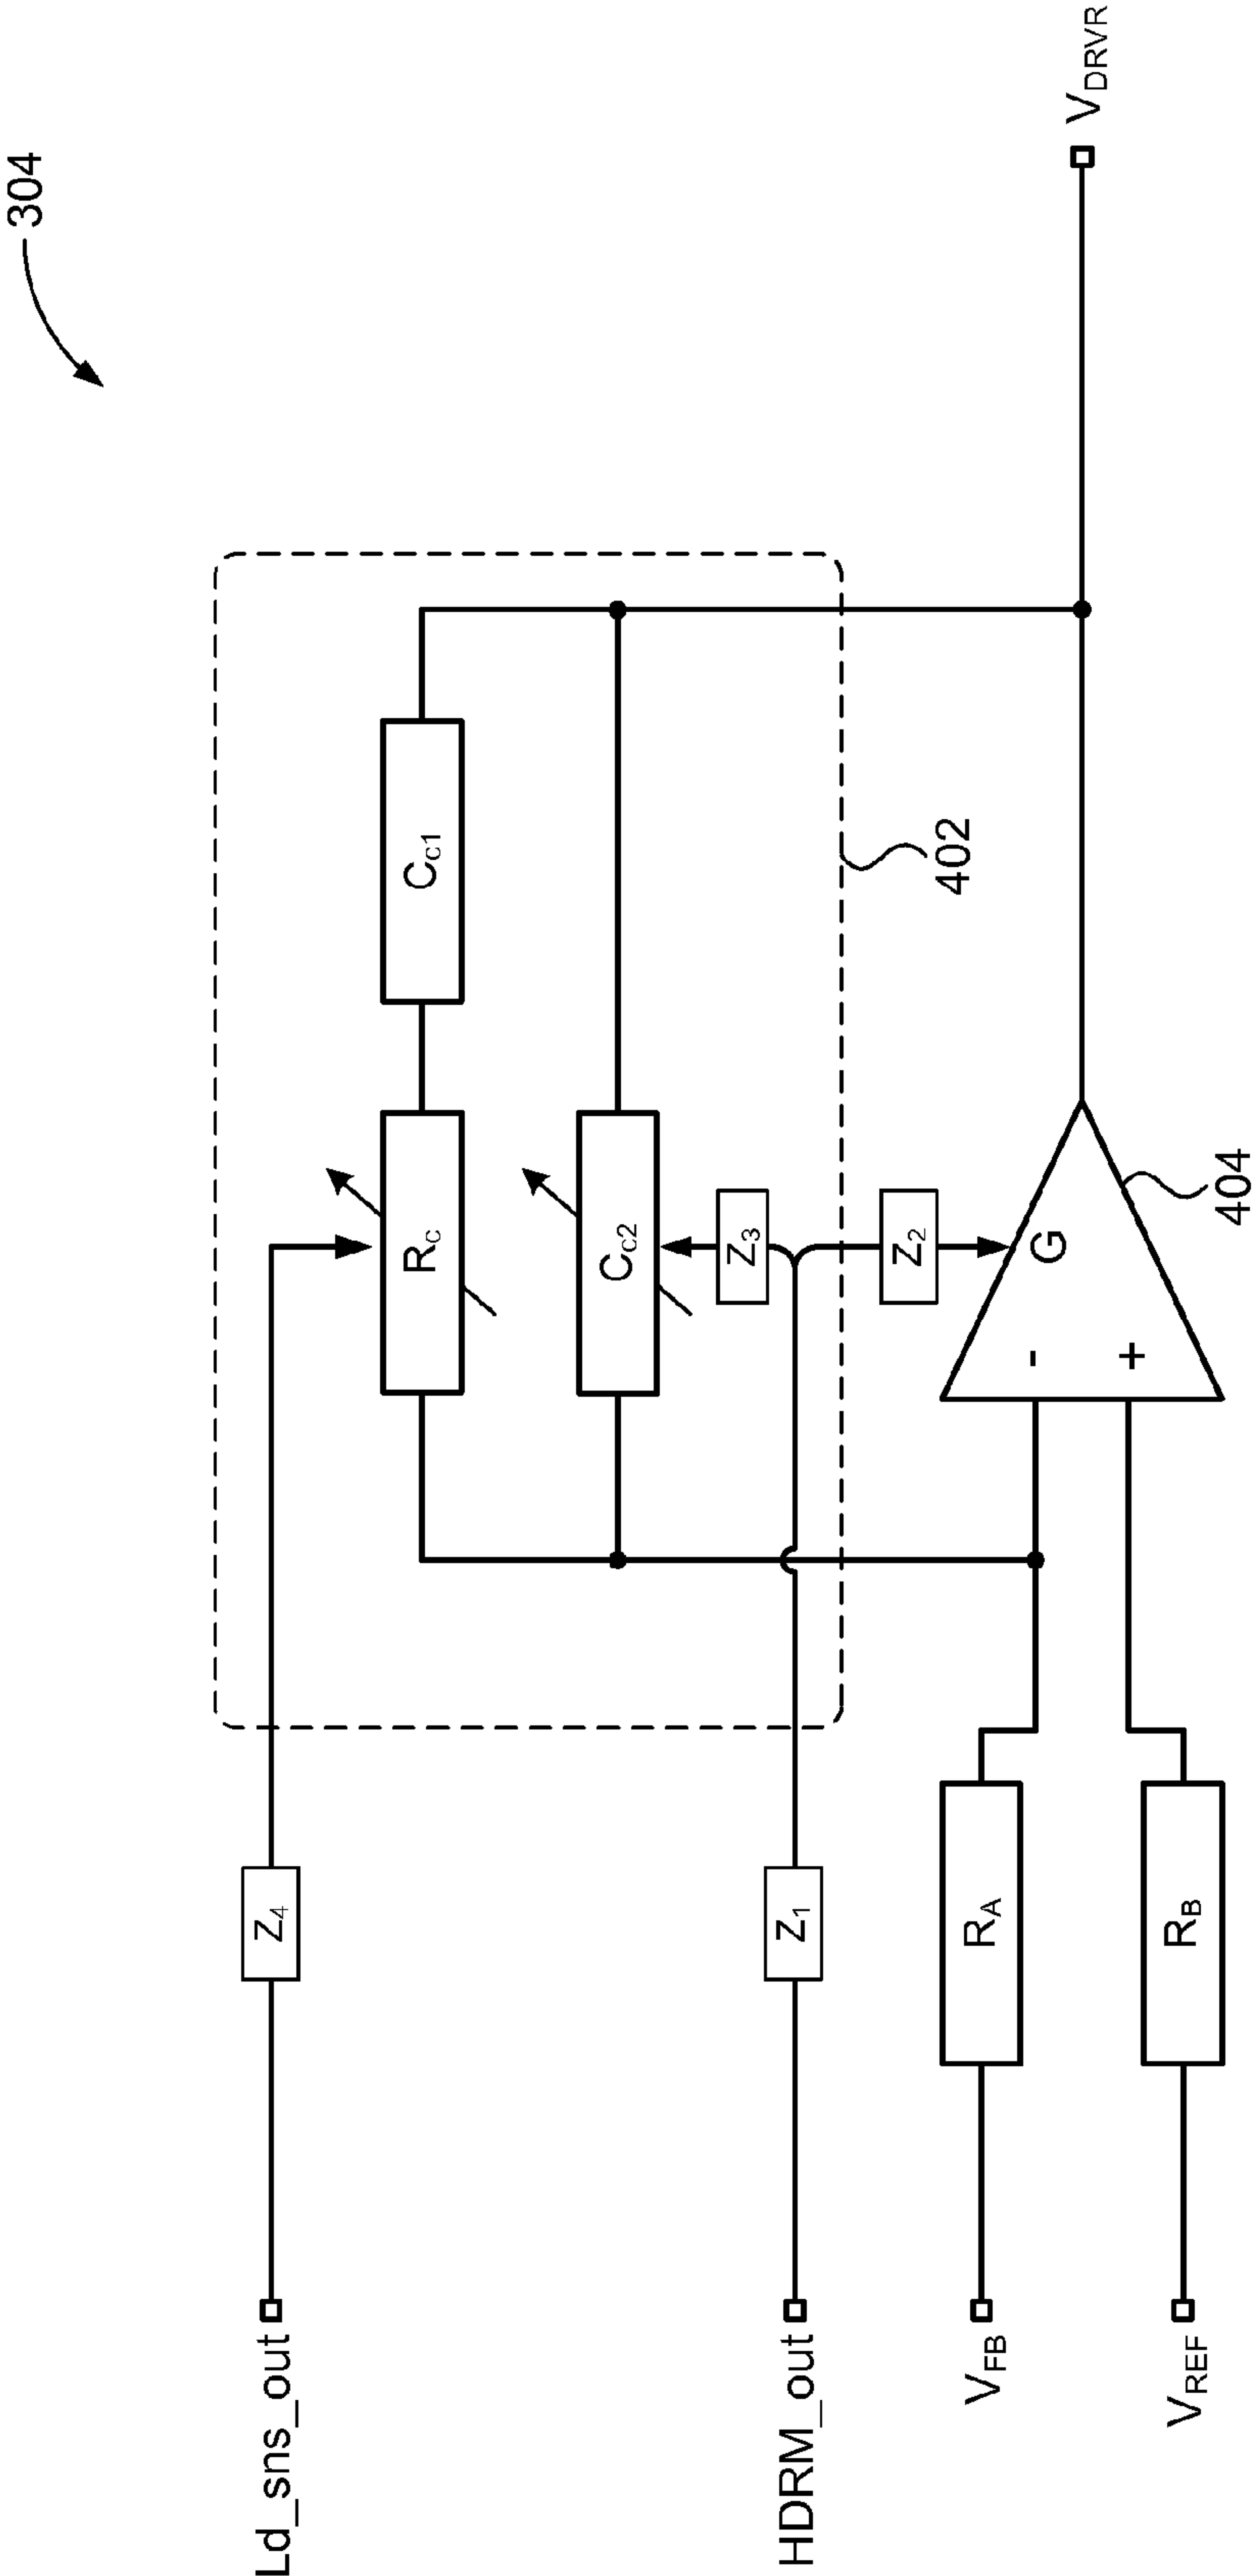 304
Ld_sns_out
Z4
RC
Cc1
Cc2
Z3
HDRM_out
Z1
402
Z2
G
-
+
VFB
RA
404
VDRVR
VREF
RB